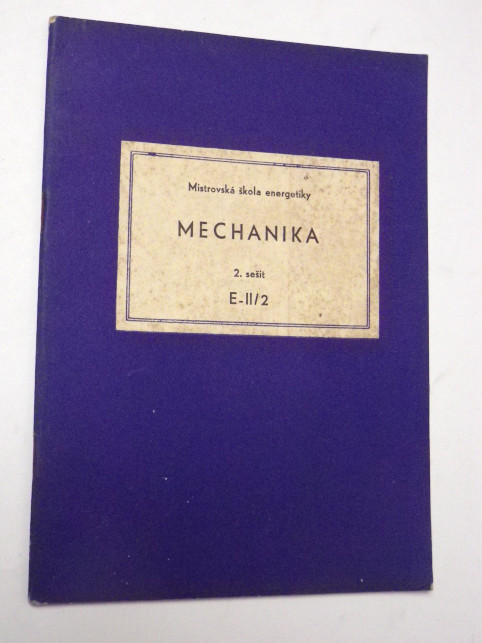 Mistrovská škola energetiky
MECHANIKA
2. sešit
E-II/2